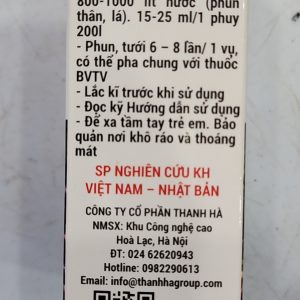 800-1000 lít nước (phun
thân, lá). 15-25 ml/1 phuy
200l
- Phun, tưới 6 – 8 lần/ 1 vụ,
có thể pha chung với thuốc
BVTV
- Lắc kĩ trước khi sử dụng
- Đọc kỹ Hướng dẫn sử dụng
- Để xa tầm tay trẻ em. Bảo
quản nơi khô ráo và thoáng
mát
SP NGHIÊN CỨU KH
VIỆT NAM – NHẬT BẢN
CÔNG TY CỔ PHẦN THANH HÀ
NMSX: Khu Công nghệ cao
Hoà Lạc, Hà Nội
ĐT: 024 62620943
Hotline: 0982290613
Email: info@thanhhagroup.com